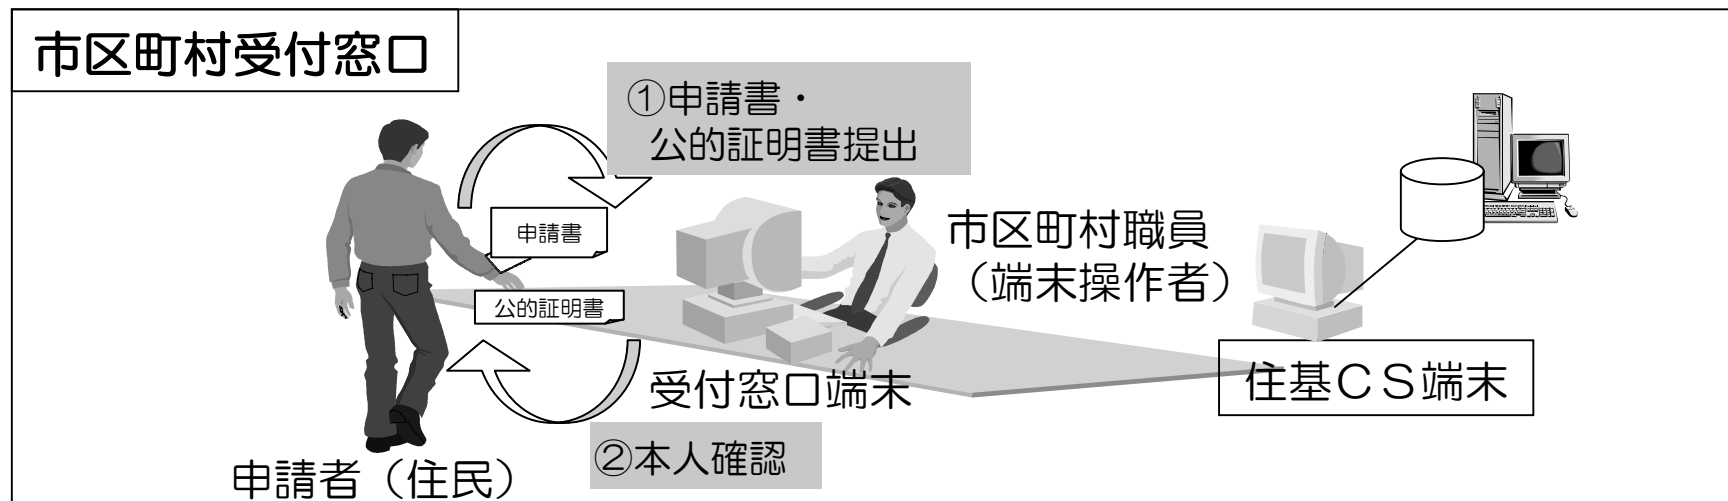 市区町村受付窓口
①申請書・
公的証明書提出
申請書
公的証明書
市区町村職員
（端末操作者）
受付窓口端末
住基ＣＳ端末
②本人確認
申請者（住民）